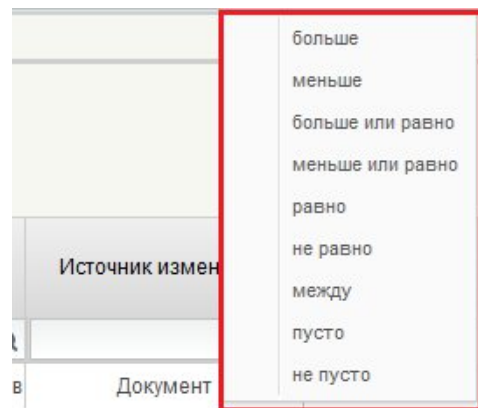 больше
меньше
больше или равно
меньше или равно
равно
не равно
между
пусто
не пусто
Источник измен
Документ